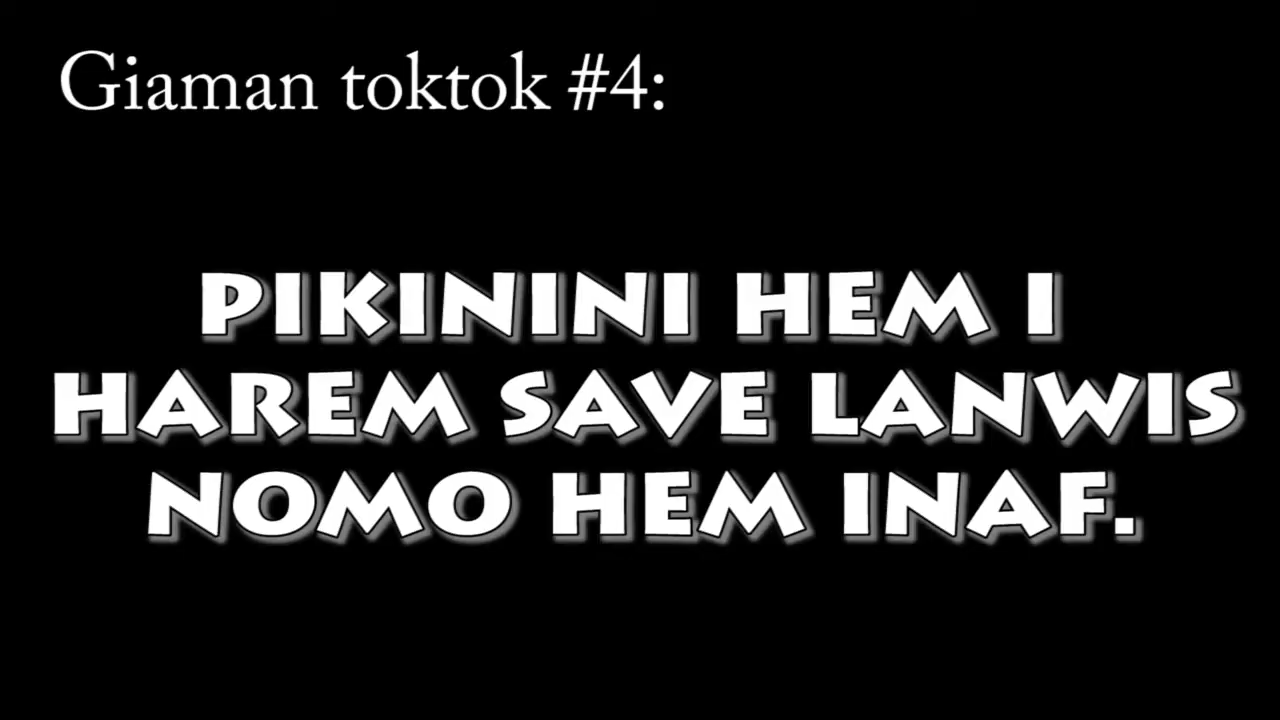 Giaman toktok #4:
PIKININI HEM I
HAREM SAVE LANWIS
NOMO HEM INAF.